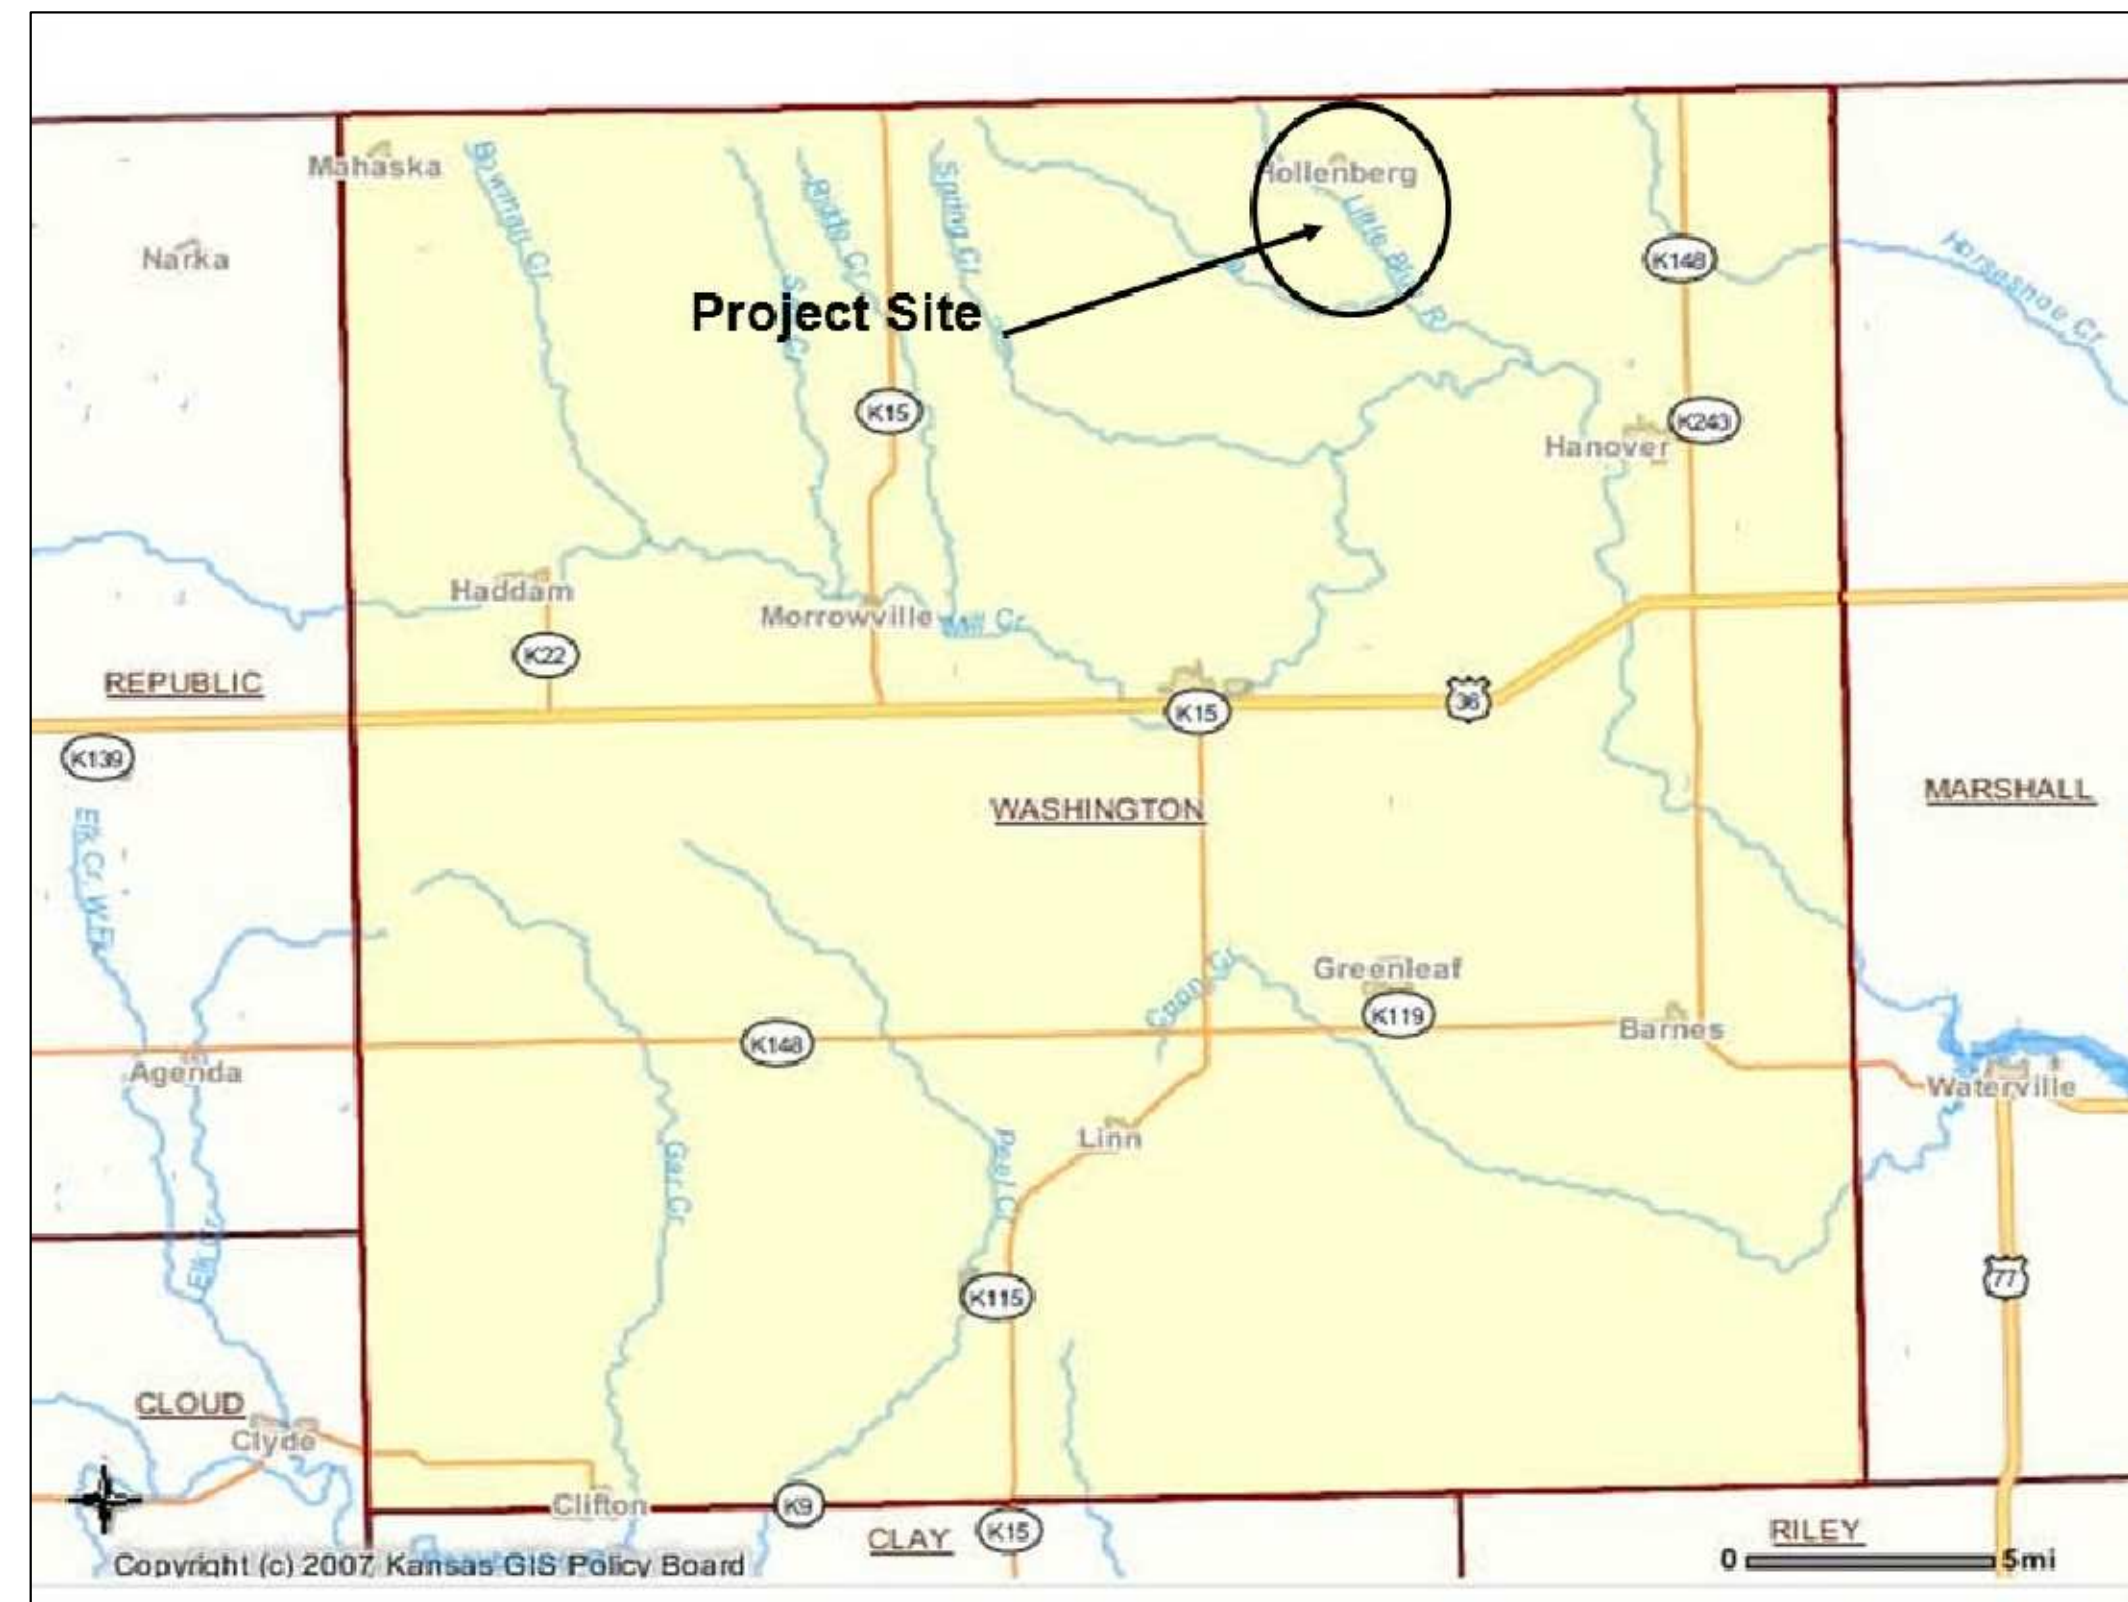 Mahaska
Hollenberg
Bowman Cr
Spring Cr
Narka
Little Blue R
K148
Horseshoe Cr
Project Site
K15
K243
Hanover
Haddam
Morrowville
Mill Cr
K22
REPUBLIC
36
K15
K139
MARSHALL
WASHINGTON
Elk Cr, W Fk
Coon Cr
Greenleaf
K119
Barnes
K148
Agenda
Waterville
Linn
Peel Cr
Gar Cr
Elk Cr
K115
77
CLOUD
Clyde
Clifton
K9
K15
CLAY
RILEY
Copyright (c) 2007 Kansas GIS Policy Board
0 5mi